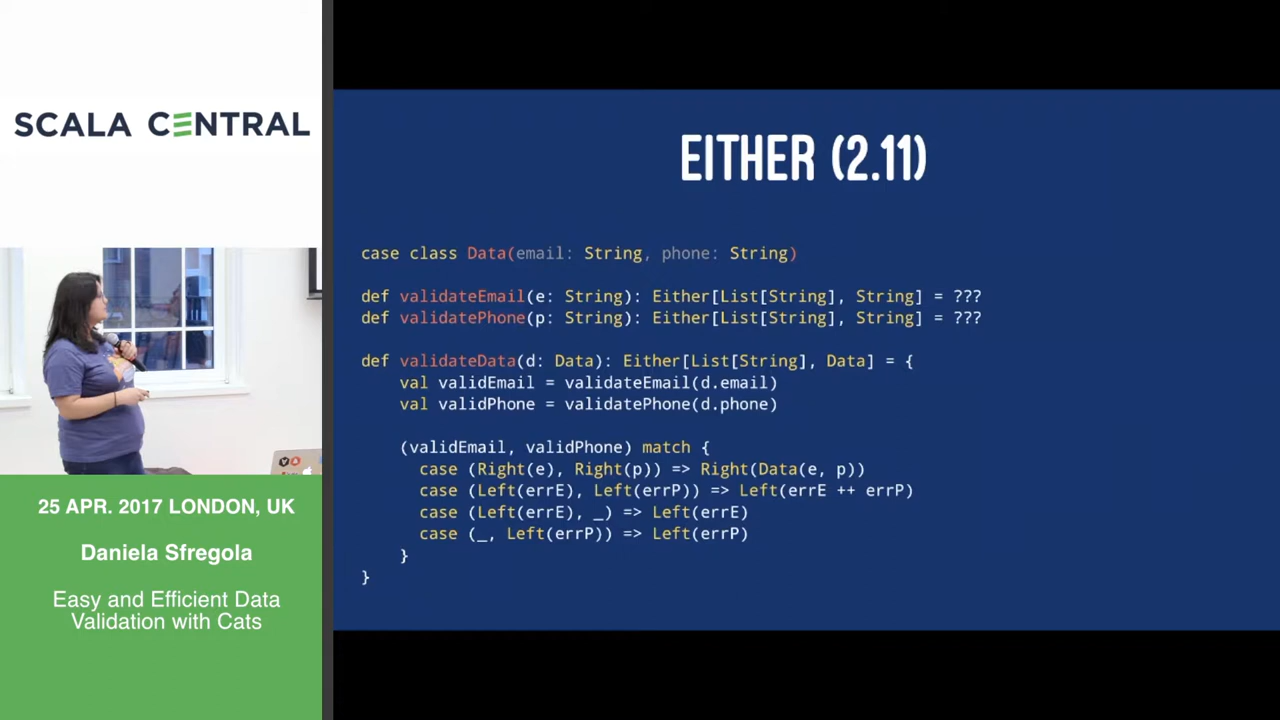 SCALA CENTRAL
25 APR. 2017 LONDON, UK
Daniela Sfregola
Easy and Efficient Data
Validation with Cats
EITHER (2.11)
case class Data(email: String, phone: String)
def validateEmail(e: String): Either[List[String], String] = ???
def validatePhone(p: String): Either[List[String], String] = ???
def validateData(d: Data): Either[List[String], Data] = {
val validEmail = validateEmail(d.email)
val validPhone = validatePhone(d.phone)
(validEmail, validPhone) match {
case (Right(e), Right(p)) => Right(Data(e, p))
case (Left(errE), Left(errP)) => Left(errE ++ errP)
case (Left(errE), _) => Left(errE)
case (_, Left(errP)) => Left(errP)
}
}